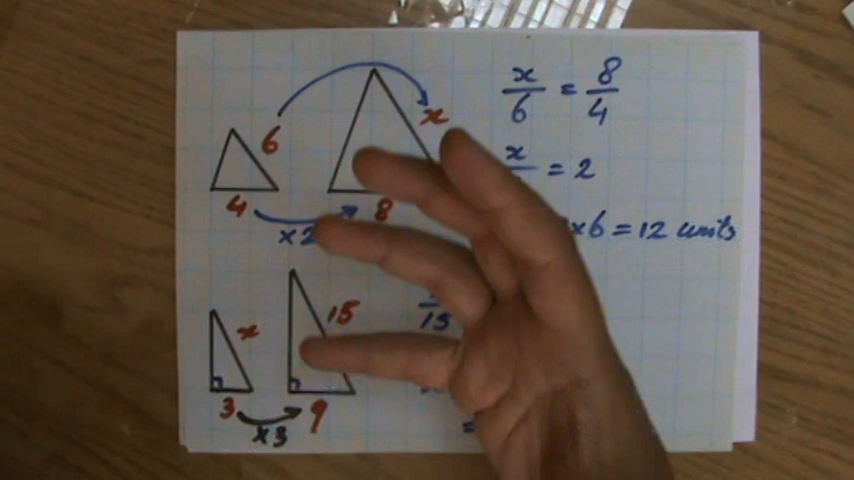 6
x
4
8
×2
x/6 = 8/4
x = 2
×6 = 12 units
x
15
3
9
×3
15
=